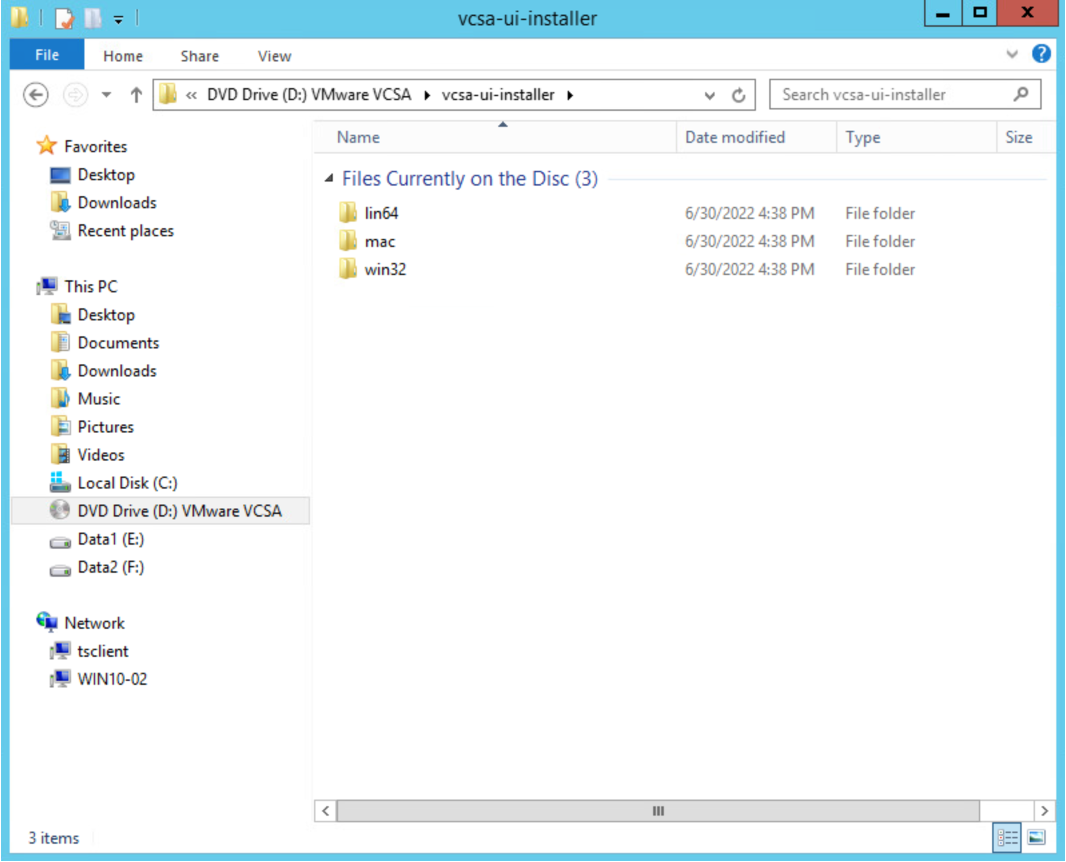 vcsa-ui-installer
File Home Share View
« DVD Drive (D:) VMware VCSA vcsa-ui-installer Search vcsa-ui-installer
Favorites
Desktop
Downloads
Recent places
This PC
Desktop
Documents
Downloads
Music
Pictures
Videos
Local Disk (C:)
DVD Drive (D:) VMware VCSA
Data1 (E:)
Data2 (F:)
Network
tsclient
WIN10-02
Name Date modified Type Size
Files Currently on the Disc (3)
lin64 6/30/2022 4:38 PM File folder
mac 6/30/2022 4:38 PM File folder
win32 6/30/2022 4:38 PM File folder
3 items